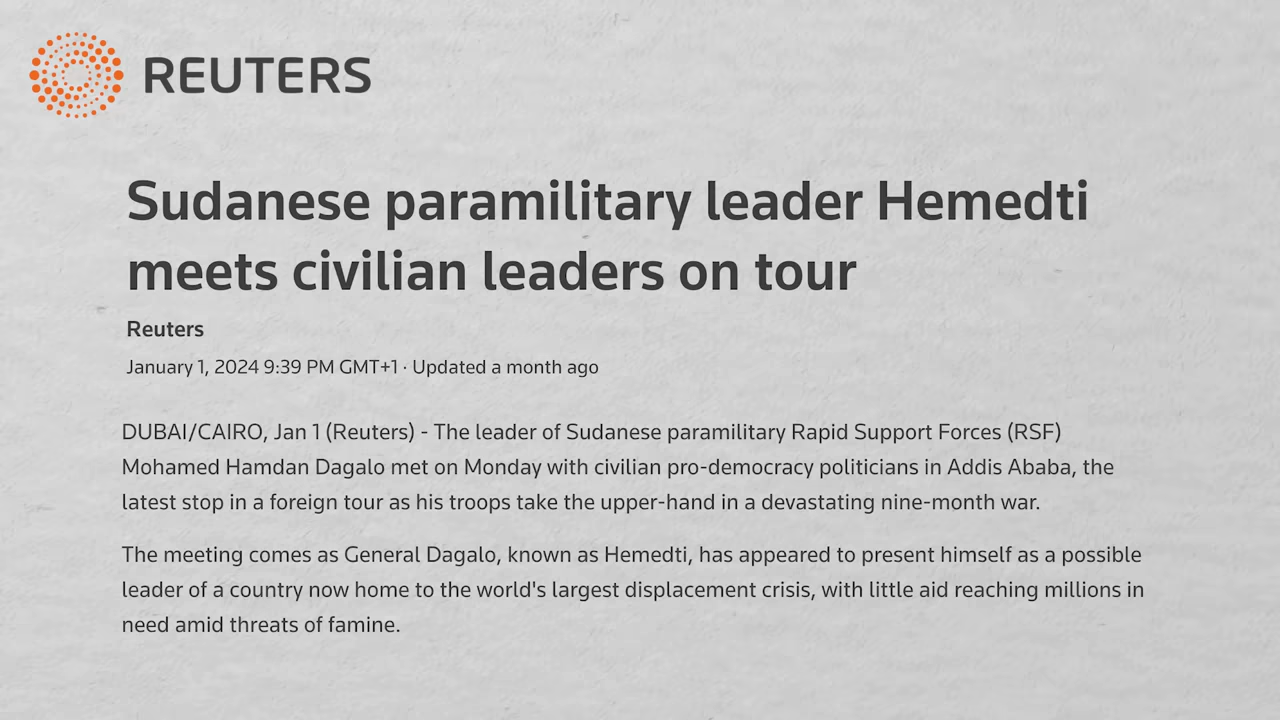 REUTERS
Sudanese paramilitary leader Hemedti
meets civilian leaders on tour
Reuters
January 1, 2024 9:39 PM GMT+1 · Updated a month ago
DUBAI/CAIRO, Jan 1 (Reuters) - The leader of Sudanese paramilitary Rapid Support Forces (RSF)
Mohamed Hamdan Dagalo met on Monday with civilian pro-democracy politicians in Addis Ababa, the
latest stop in a foreign tour as his troops take the upper-hand in a devastating nine-month war.
The meeting comes as General Dagalo, known as Hemedti, has appeared to present himself as a possible
leader of a country now home to the world's largest displacement crisis, with little aid reaching millions in
need amid threats of famine.